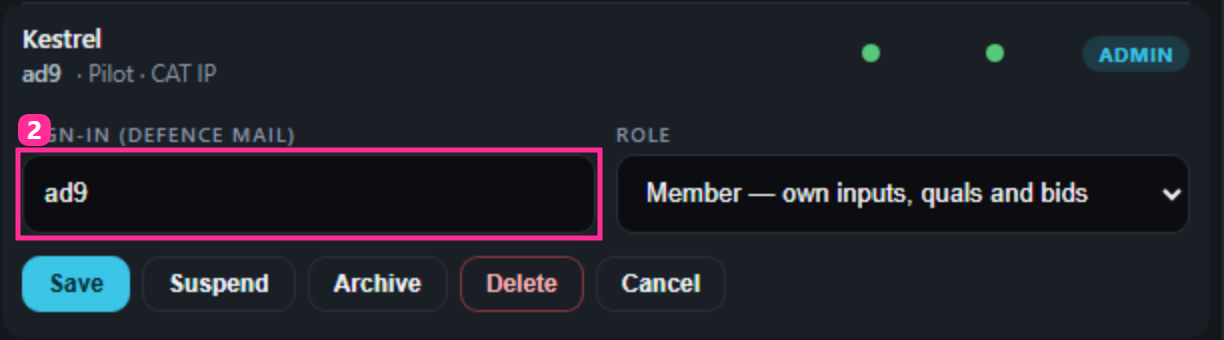 Kestrel
ad9 · Pilot · CAT IP
ADMIN
2
GN-IN (DEFENCE MAIL)
ROLE
ad9
Member — own inputs, quals and bids
Save
Suspend
Archive
Delete
Cancel